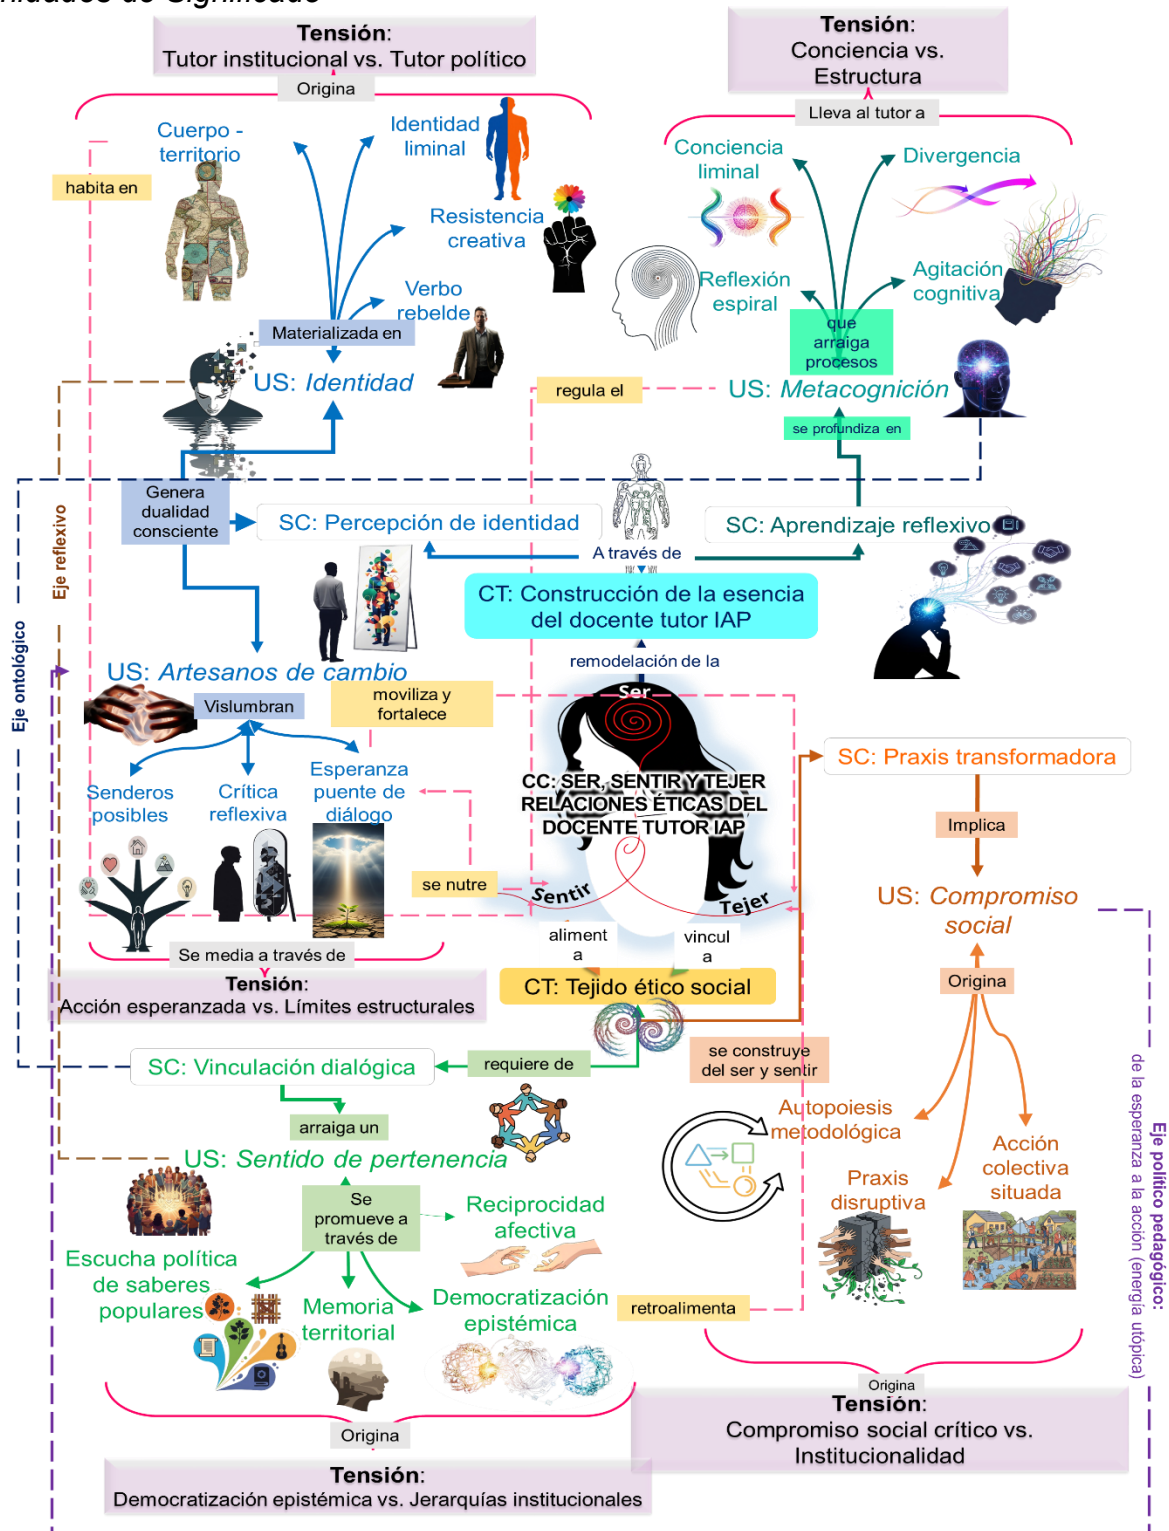 Unidades de Significado
Tensión:
Tutor institucional vs. Tutor político
Origina
Cuerpo -
territorio
Identidad
liminal
habita en
Resistencia
creativa
Verbo
rebelde
Materializada en
US: Identidad
Tensión:
Conciencia vs.
Estructura
Lleva al tutor a
Conciencia
liminal
Divergencia
Reflexión
espiral
Agitación
cognitiva
que
arraiga
procesos
regula el
US: Metacognición
se profundiza en
Genera
dualidad
consciente
SC: Percepción de identidad
SC: Aprendizaje reflexivo
A través de
CT: Construcción de la esencia
del docente tutor IAP
remodelación de la
Eje reflexivo
Eje ontológico
US: Artesanos de cambio
Vislumbran
moviliza y
fortalece
Senderos
posibles
Crítica
reflexiva
Esperanza
puente de
diálogo
Ser
CC: SER, SENTIR Y TEJER
RELACIONES ÉTICAS DEL
DOCENTE TUTOR IAP
se nutre
Sentir
Tejer
aliment
a
vincul
a
SC: Praxis transformadora
Implica
US: Compromiso
social
Origina
Se media a través de
Tensión:
Acción esperanzada vs. Límites estructurales
CT: Tejido ético social
SC: Vinculación dialógica
requiere de
se construye
del ser y sentir
arraiga un
US: Sentido de pertenencia
Se
promueve a
través de
Reciprocidad
afectiva
Escucha política
de saberes
populares
Memoria
territorial
Democratización
epistémica
retroalimenta
Autopoiesis
metodológica
Praxis
disruptiva
Acción
colectiva
situada
Eje político pedagógico:
de la esperanza a la acción (energía utópica)
Origina
Tensión:
Democratización epistémica vs. Jerarquías institucionales
Origina
Tensión:
Compromiso social crítico vs.
Institucionalidad